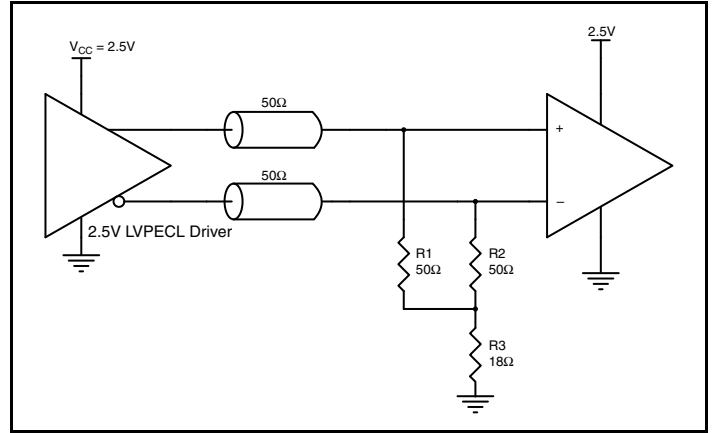 V_CC = 2.5V
2.5V
50Ω
50Ω
+
–
2.5V LVPECL Driver
R1
50Ω
R2
50Ω
R3
18Ω